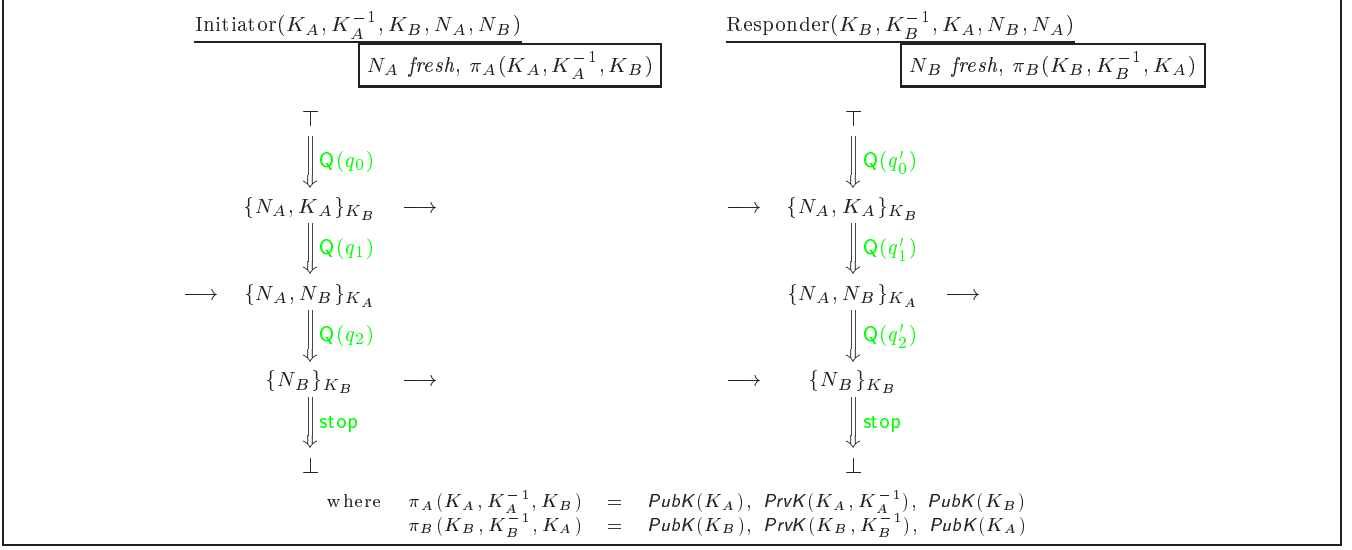 Initiator(K_A, K_A^{-1}, K_B, N_A, N_B)
N_A fresh, π_A(K_A, K_A^{-1}, K_B)
⊤
Q(q_0)
{N_A, K_A}_{K_B} ⟶
Q(q_1)
⟶ {N_A, N_B}_{K_A}
Q(q_2)
{N_B}_{K_B} ⟶
stop
⊥
Responder(K_B, K_B^{-1}, K_A, N_B, N_A)
N_B fresh, π_B(K_B, K_B^{-1}, K_A)
⊤
Q(q'_0)
⟶ {N_A, K_A}_{K_B}
Q(q'_1)
{N_A, N_B}_{K_A} ⟶
Q(q'_2)
⟶ {N_B}_{K_B}
stop
⊥
where π_A(K_A, K_A^{-1}, K_B) = PubK(K_A), PrvK(K_A, K_A^{-1}), PubK(K_B)
π_B(K_B, K_B^{-1}, K_A) = PubK(K_B), PrvK(K_B, K_B^{-1}), PubK(K_A)